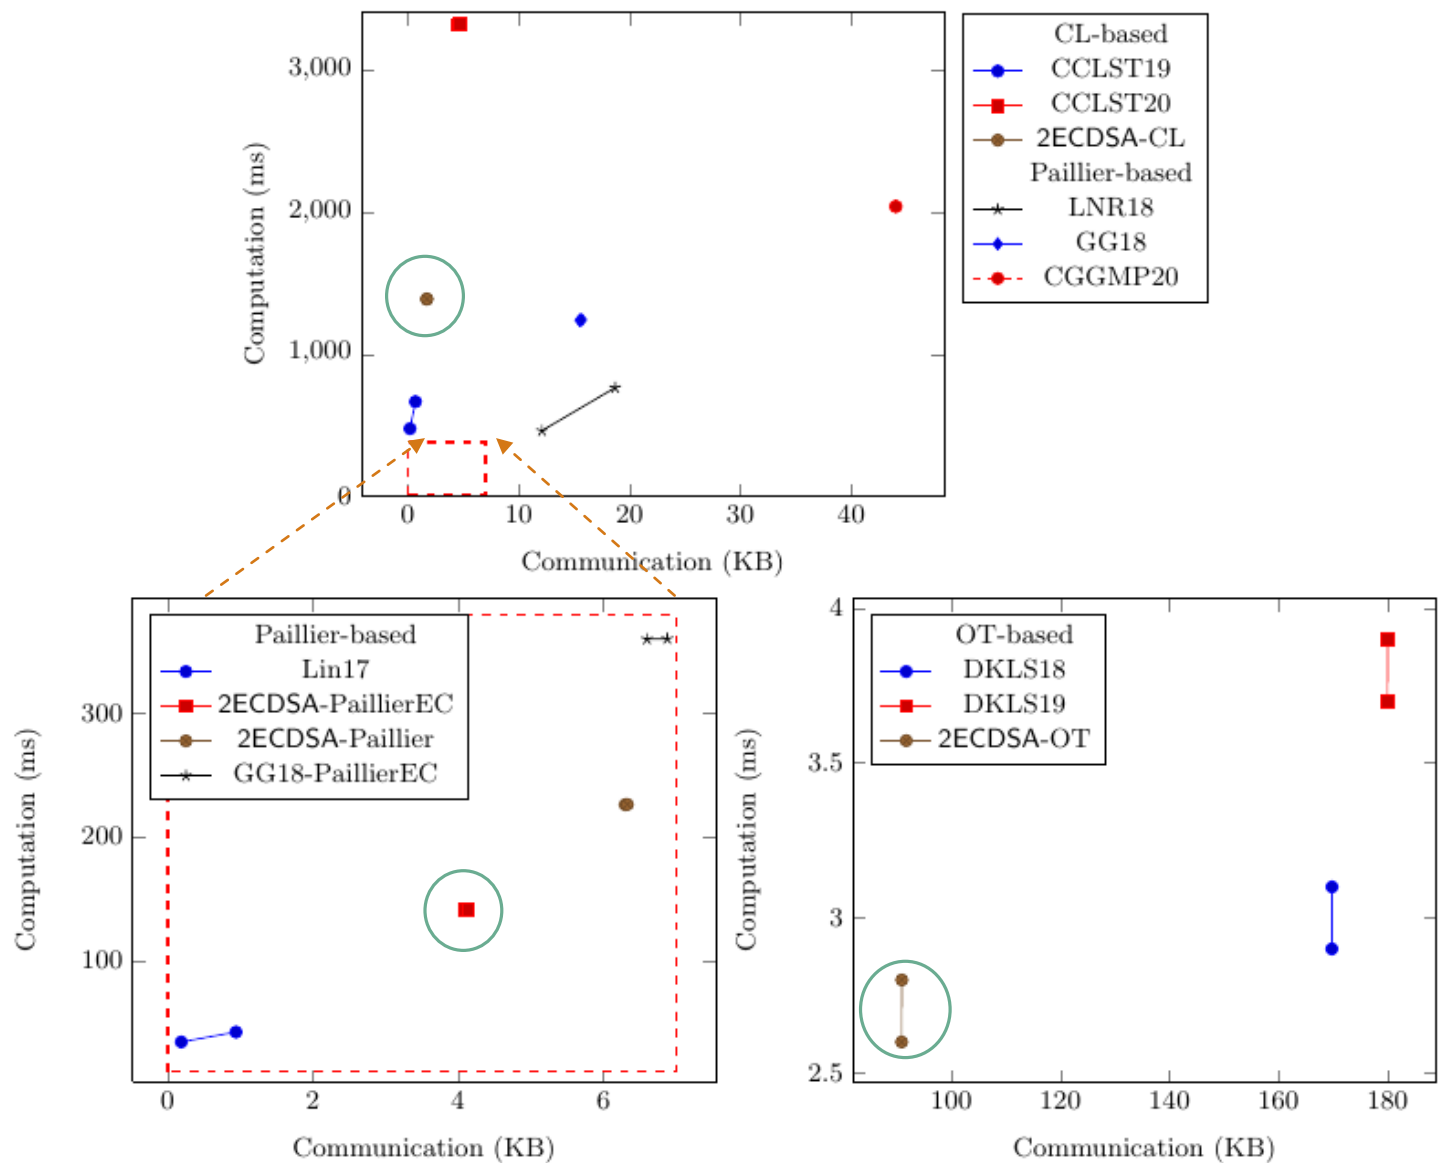 3,000
2,000
1,000
0
Computation (ms)
0 10 20 30 40
Communication (KB)
CL-based
CCLST19
CCLST20
2ECDSA-CL
Paillier-based
LNR18
GG18
CGGMP20
Paillier-based
Lin17
2ECDSA-PaillierEC
2ECDSA-Paillier
GG18-PaillierEC
300
200
100
Computation (ms)
0 2 4 6
Communication (KB)
OT-based
DKLS18
DKLS19
2ECDSA-OT
4
3.5
3
2.5
Computation (ms)
100 120 140 160 180
Communication (KB)